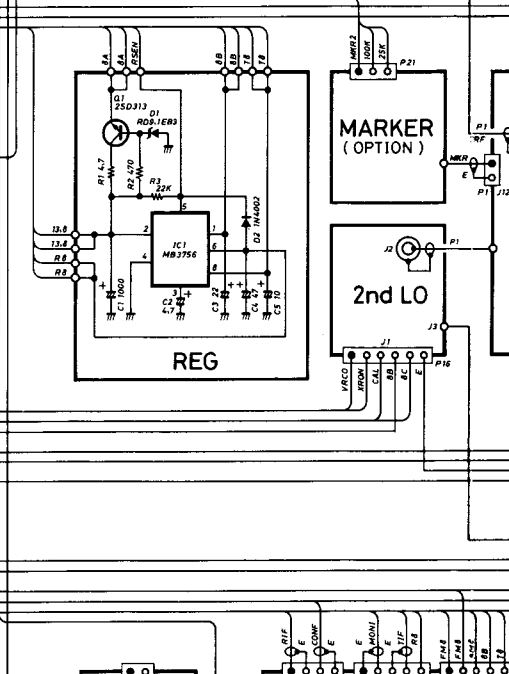 8A
8A
RSEN
8B
8B
T8
T8
MKR2
100K
25K
P21
Q1
2SD313
D1
RD9.1EB3
MARKER
( OPTION )
P1
RF
MKR
E
P1
J12
R1 4.7
R2 470
R3
22K
5
D2 1N4002
13.8
13.8
R8
R8
2
1
IC1
MB3756
6
4
8
3
C1 1000
C2
4.7
C3 22
C4 47
C5 10
REG
J2
P1
2nd LO
J3
J1
P16
VRCO
XRON
CAL
8B
8C
E
RIF
E
CONF
E
E
MONI
TIF
E
R8
FM8
FM8
8B
T8